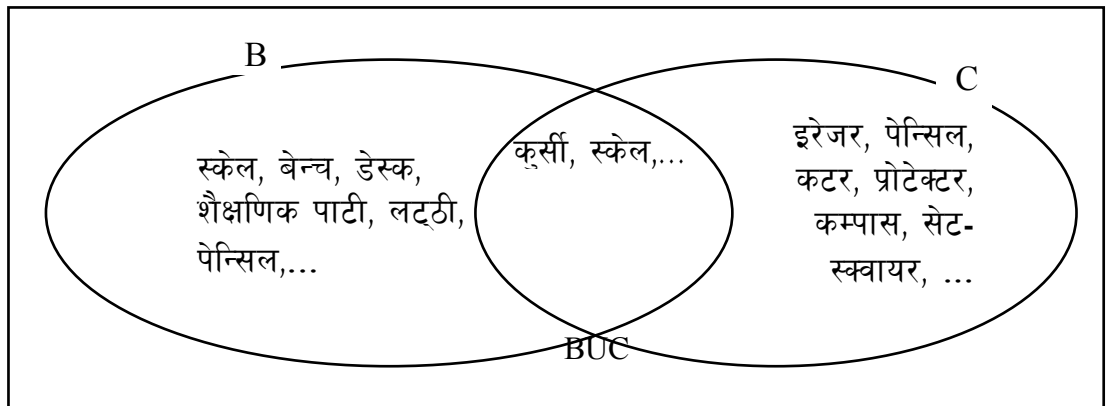 B
C
स्केल, बेन्च, डेस्क,
शैक्षणिक पाटी, लट्ठी,
पेन्सिल,...
कुर्सी, स्केल,...
इरेजर, पेन्सिल,
कटर, प्रोटेक्टर,
कम्पास, सेट-
स्क्वायर, ...
BUC